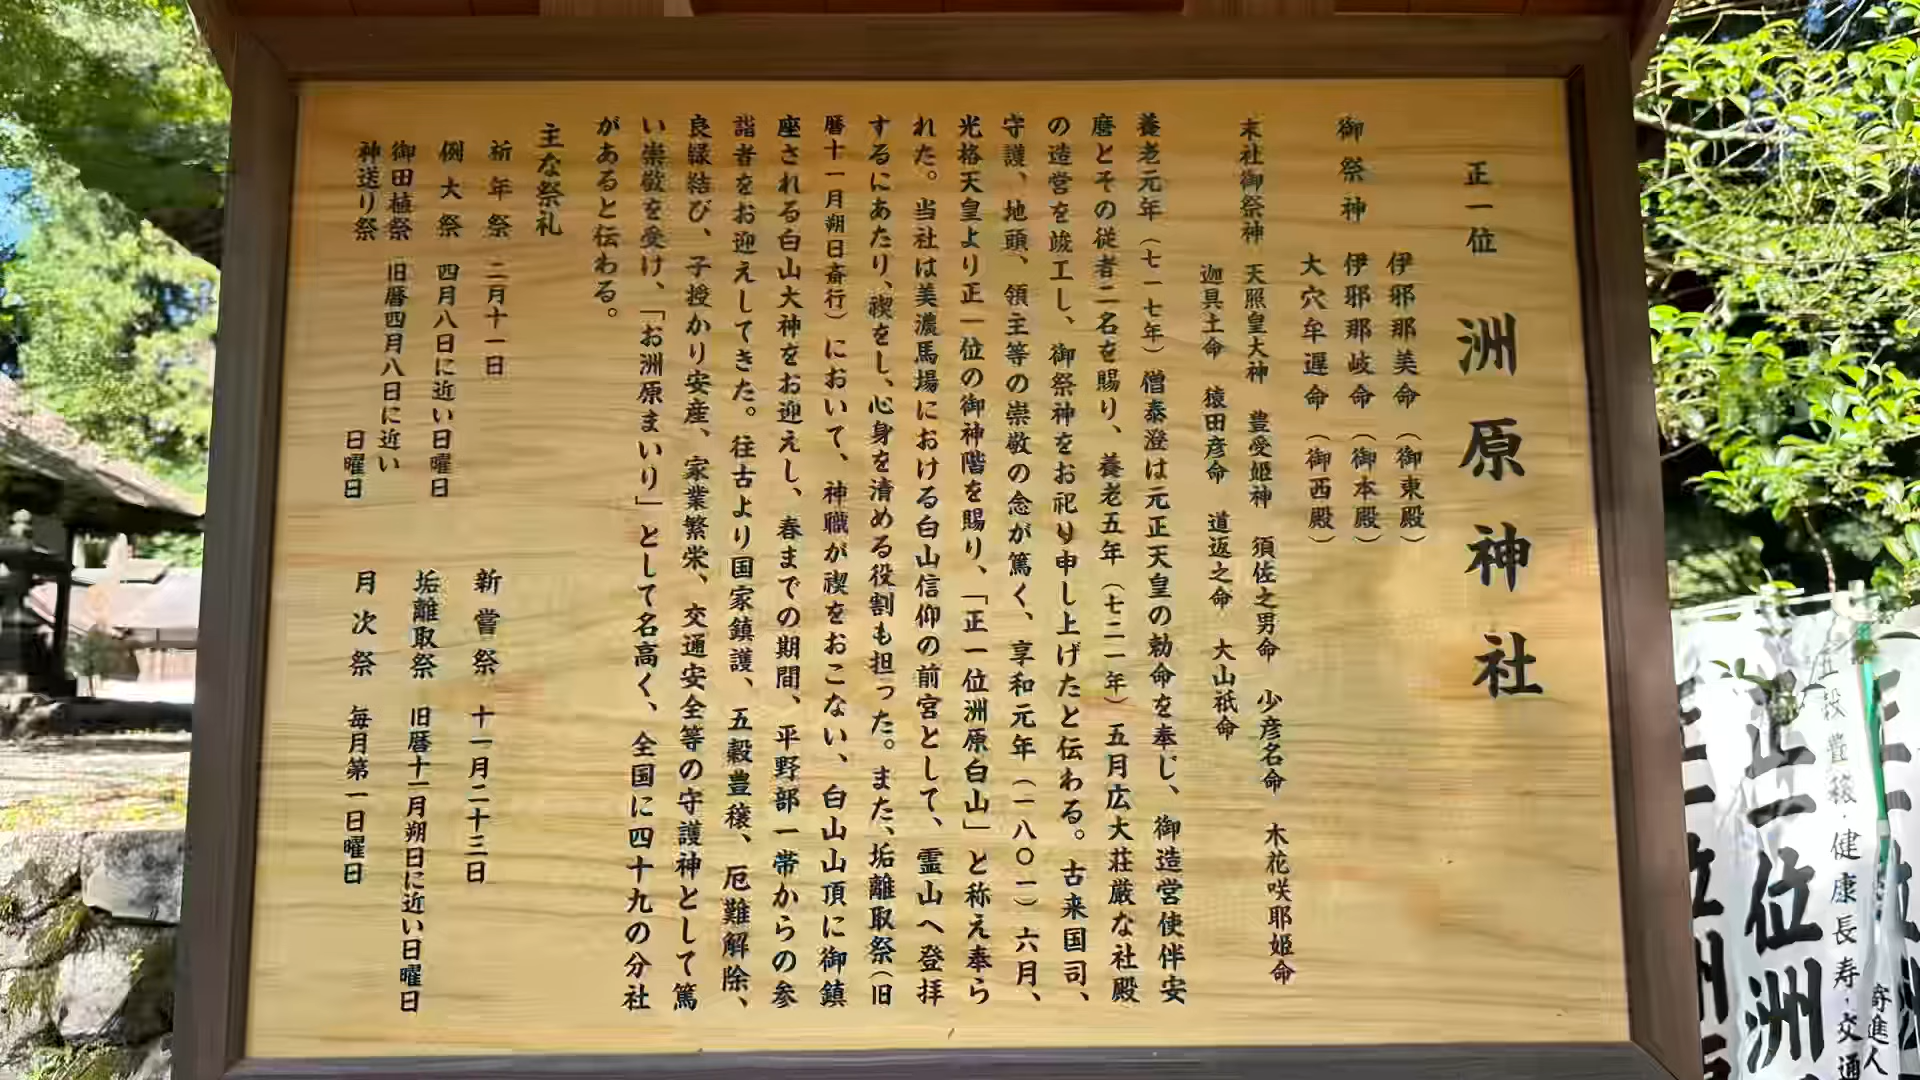 正一位 洲原神社
御祭神
伊邪那美命(御東殿)
伊邪那岐命(御本殿)
大穴牟遅命(御西殿)
末社御祭神 天照皇大神 豊受姫神 須佐之男命 少彦名命 木花咲耶姫命
迦具土命 猿田彦命 道返之命 大山祇命
養老元年(七一七年)僧泰澄は元正天皇の勅命を奉じ、御造営使伴安
麿とその従者二名を賜り、養老五年(七二一年)五月広大荘厳な社殿
の造営を竣工し、御祭神をお祀り申し上げたと伝わる。古来国司、
守護、地頭、領主等の崇敬の念が篤く、享和元年(一八〇一)六月、
光格天皇より正一位の御神階を賜り、「正一位洲原白山」と称え奉ら
れた。当社は美濃馬場における白山信仰の前宮として、霊山へ登拝
するにあたり、禊をし、心身を清める役割も担った。また、垢離取祭(旧
暦十一月朔日斎行)において、神職が禊をおこない、白山山頂に御鎮
座される白山大神をお迎えし、春までの期間、平野部一帯からの参
詣者をお迎えしてきた。往古より国家鎮護、五穀豊穣、厄難解除、
良縁結び、子授かり安産、家業繁栄、交通安全等の守護神として篤
い崇敬を受け、「お洲原まいり」として名高く、全国に四十九の分社
があると伝わる。
主な祭礼
祈年祭 二月十一日
例大祭 四月八日に近い日曜日
御田植祭
神送り祭
旧暦四月八日に近い
日曜日
新嘗祭 十一月二十三日
垢離取祭 旧暦十一月朔日に近い日曜日
月次祭 毎月第一日曜日
五穀豊穣・健康長寿・交通
正一位洲
寄進人
正一位洲原